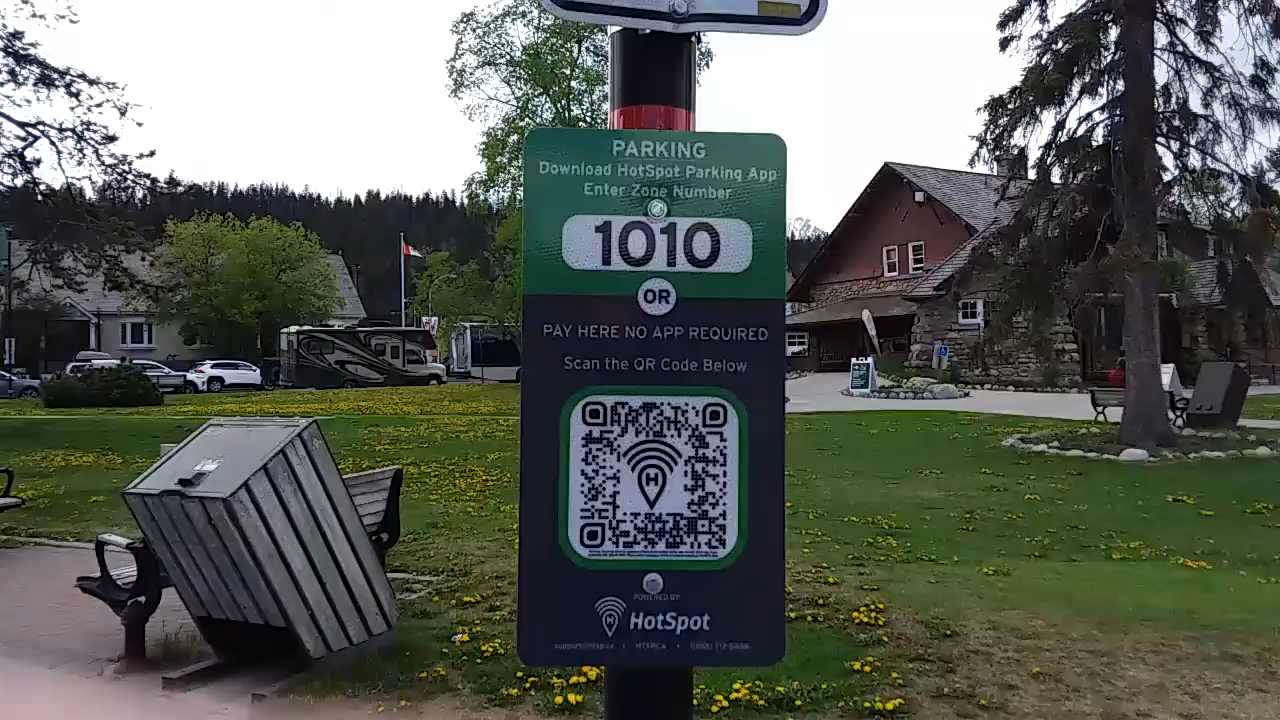 PARKING
Download HotSpot Parking App
Enter Zone Number
1010
OR
PAY HERE NO APP REQUIRED
Scan the QR Code Below
H
POWERED BY
H
HotSpot